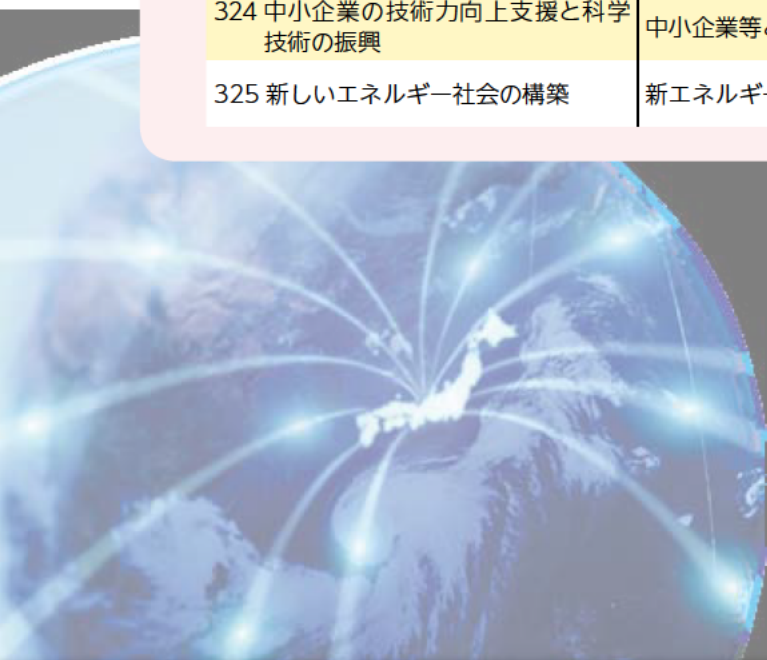 324 中小企業の技術力向上支援と科学
技術の振興
中小企業等
325 新しいエネルギー社会の構築
新エネルギー